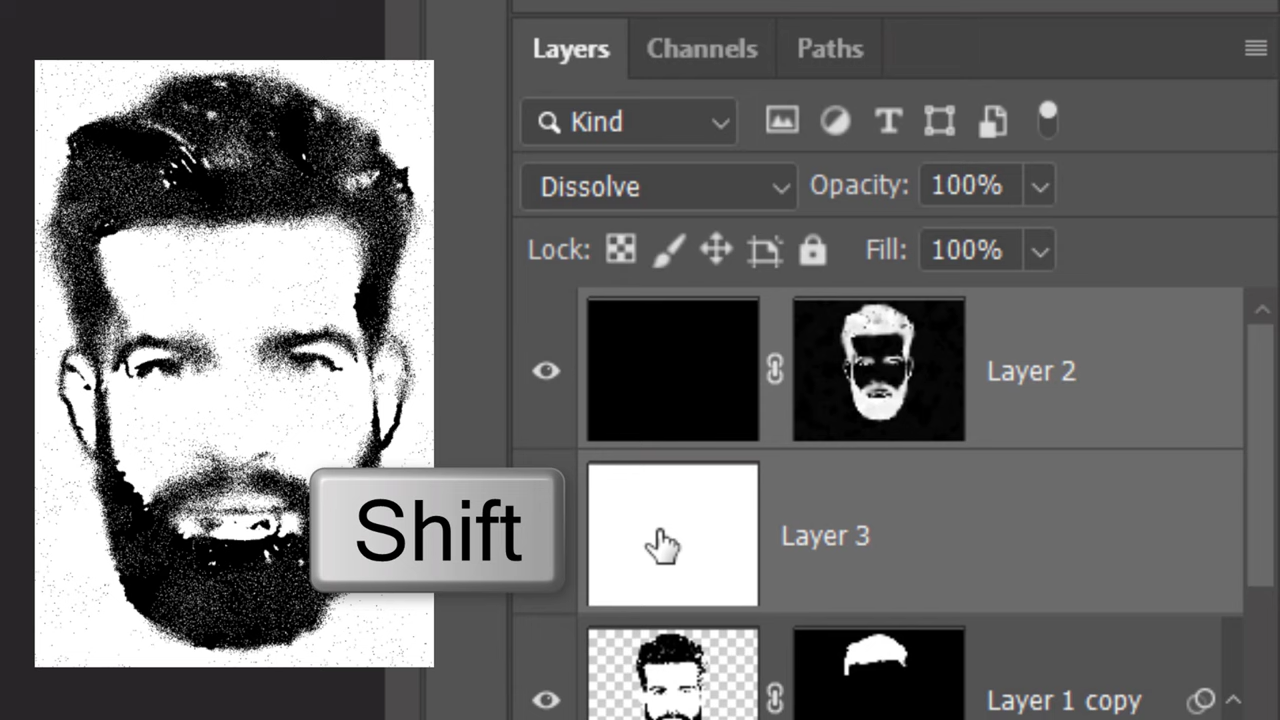 Layers Channels Paths
Kind
Dissolve Opacity: 100%
Lock: Fill: 100%
Layer 2
Shift
Layer 3
Layer 1 copy